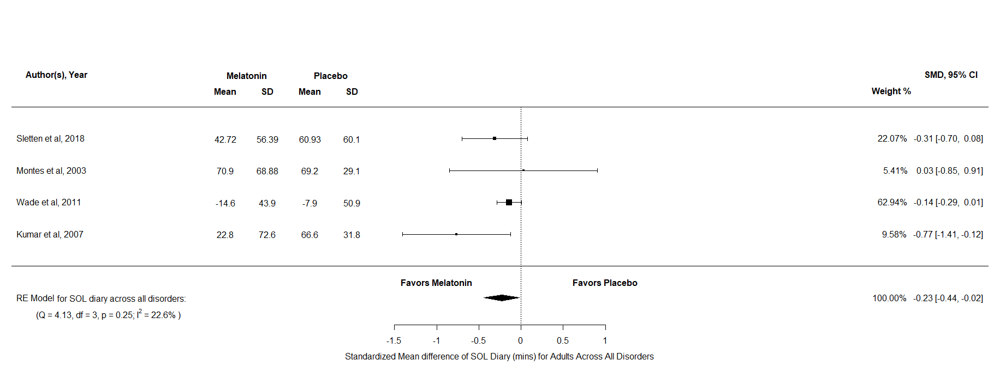 Author(s), Year Melatonin Placebo SMD, 95% CI
Mean SD Mean SD Weight %
Sletten et al, 2018 42.72 56.39 60.93 60.1 22.07% -0.31 [-0.70, 0.08]
Montes et al, 2003 70.9 68.88 69.2 29.1 5.41% 0.03 [-0.85, 0.91]
Wade et al, 2011 -14.6 43.9 -7.9 50.9 62.94% -0.14 [-0.29, 0.01]
Kumar et al, 2007 22.8 72.6 66.6 31.8 9.58% -0.77 [-1.41, -0.12]
Favors Melatonin Favors Placebo
RE Model for SOL diary across all disorders: 100.00% -0.23 [-0.44, -0.02]
(Q = 4.13, df = 3, p = 0.25; I² = 22.6% )
-1.5 -1 -0.5 0 0.5 1
Standardized Mean difference of SOL Diary (mins) for Adults Across All Disorders